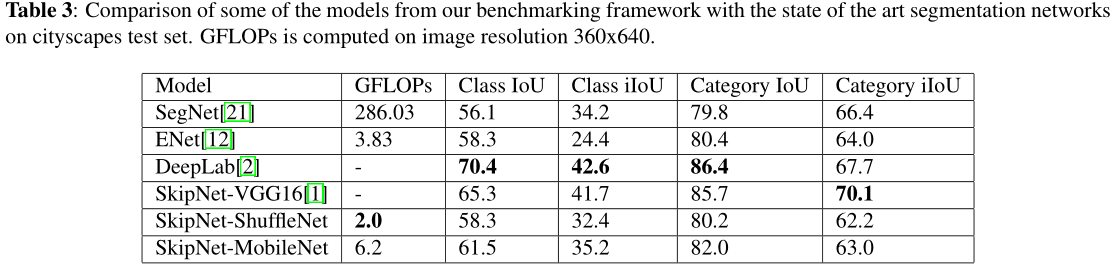 Table 3: Comparison of some of the models from our benchmarking framework with the state of the art segmentation networks
on cityscapes test set. GFLOPs is computed on image resolution 360x640.
Model GFLOPs Class IoU Class iIoU Category IoU Category iIoU
SegNet[21] 286.03 56.1 34.2 79.8 66.4
ENet[12] 3.83 58.3 24.4 80.4 64.0
DeepLab[2] - 70.4 42.6 86.4 67.7
SkipNet-VGG16[1] - 65.3 41.7 85.7 70.1
SkipNet-ShuffleNet 2.0 58.3 32.4 80.2 62.2
SkipNet-MobileNet 6.2 61.5 35.2 82.0 63.0